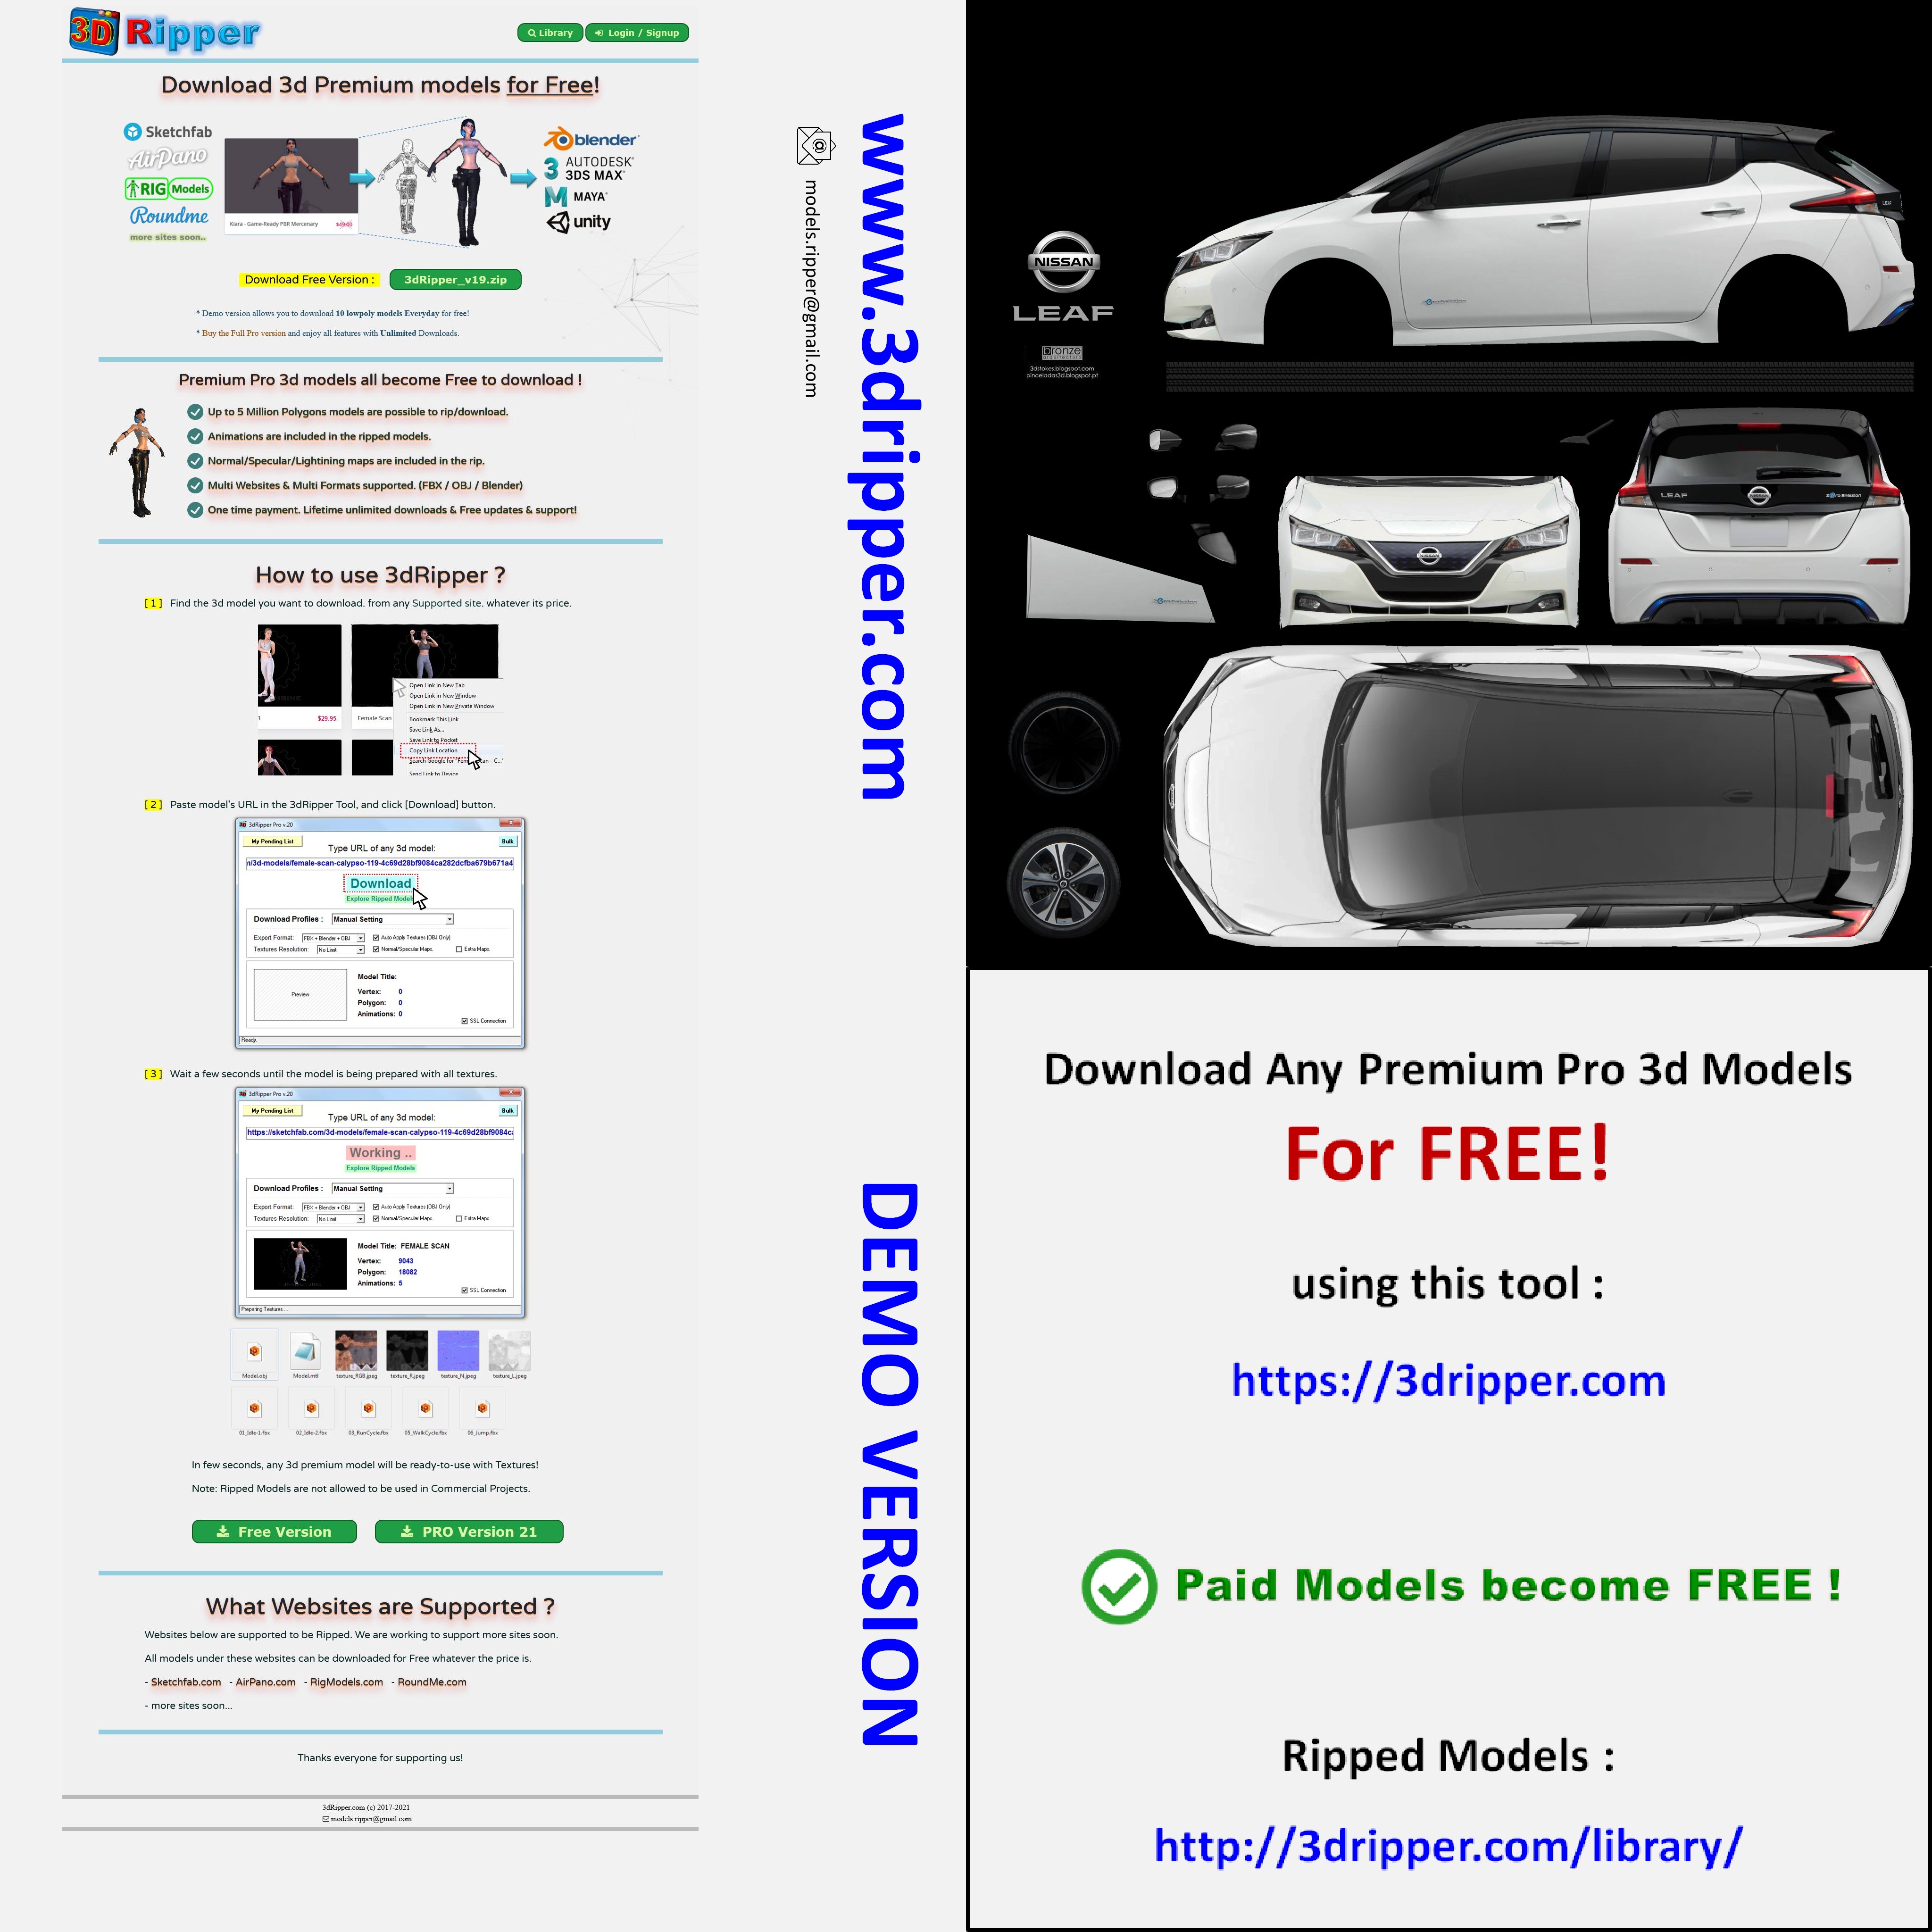 3D Ripper
Library
Login / Signup
Download 3d Premium models for Free!
Sketchfab
AirPano
RIG Models
Roundme
more sites soon..
Kiara - Game-Ready PBR Mercenary
blender
AUTODESK®
3DS MAX®
MAYA®
unity
Download Free Version :
3dRipper_v19.zip
* Demo version allows you to download 10 lowpoly models Everyday for free!
* Buy the Full Pro version and enjoy all features with Unlimited Downloads.
Premium Pro 3d models all become Free to download !
Up to 5 Million Polygons models are possible to rip/download.
Animations are included in the ripped models.
Normal/Specular/Lightining maps are included in the rip.
Multi Websites & Multi Formats supported. (FBX / OBJ / Blender)
One time payment. Lifetime unlimited downloads & Free updates & support!
How to use 3dRipper ?
[ 1 ] Find the 3d model you want to download. from any Supported site. whatever its price.
$29.95
Female Scan
Open Link in New Tab
Open Link in New Window
Open Link in New Private Window
Bookmark This Link
Save Link As...
Save Link to Pocket
Copy Link Location
Search Google for
Send Link to Device
[ 2 ] Paste model's URL in the 3dRipper Tool, and click [Download] button.
3dRipper Pro v.20
My Pending List
Bulk
Type URL of any 3d model:
n/3d-models/female-scan-calypso-119-4c69d28bf9084ca282dcfba679b671a4
Download
Explore Ripped Models
Download Profiles : Manual Setting
Export Format: FBX + Blender + OBJ
Auto Apply Textures (OBJ Only)
Textures Resolution: No Limit
Normal/Specular Maps.
Extra Maps.
Preview
Model Title:
Vertex: 0
Polygon: 0
Animations: 0
SSL Connection
Ready.
[ 3 ] Wait a few seconds until the model is being prepared with all textures.
3dRipper Pro v.20
My Pending List
Bulk
Type URL of any 3d model:
https://sketchfab.com/3d-models/female-scan-calypso-119-4c69d28bf9084c
Working ..
Explore Ripped Models
Download Profiles : Manual Setting
Export Format: FBX + Blender + OBJ
Auto Apply Textures (OBJ Only)
Textures Resolution: No Limit
Normal/Specular Maps.
Extra Maps.
Model Title: FEMALE SCAN
Vertex: 9043
Polygon: 18082
Animations: 5
SSL Connection
Preparing Textures ...
Model.obj
Model.mtl
texture_RGB.jpeg
texture_R.jpeg
texture_N.jpeg
texture_L.jpeg
01_Idle-1.fbx
02_Idle-2.fbx
03_RunCycle.fbx
05_WalkCycle.fbx
06_Jump.fbx
In few seconds, any 3d premium model will be ready-to-use with Textures!
Note: Ripped Models are not allowed to be used in Commercial Projects.
Free Version
PRO Version 21
What Websites are Supported ?
Websites below are supported to be Ripped. We are working to support more sites soon.
All models under these websites can be downloaded for Free whatever the price is.
- Sketchfab.com - AirPano.com - RigModels.com - RoundMe.com
- more sites soon...
Thanks everyone for supporting us!
3dRipper.com (c) 2017-2021
models.ripper@gmail.com
models.ripper@gmail.com
www.3dripper.com
DEMO VERSION
NISSAN
LEAF
3dstokes.blogspot.com
pinceladas3d.blogspot.pt
LEAF
NISSAN
LEAF
Download Any Premium Pro 3d Models
For FREE!
using this tool :
https://3dripper.com
Paid Models become FREE !
Ripped Models :
http://3dripper.com/library/